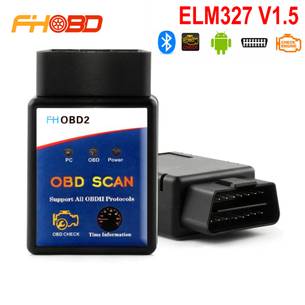 FHOBD
ELM327 V1.5
FHOBD2
PC OBD Power
OBD SCAN
Support All OBDII Protocols
OBD CHECK
Time Information